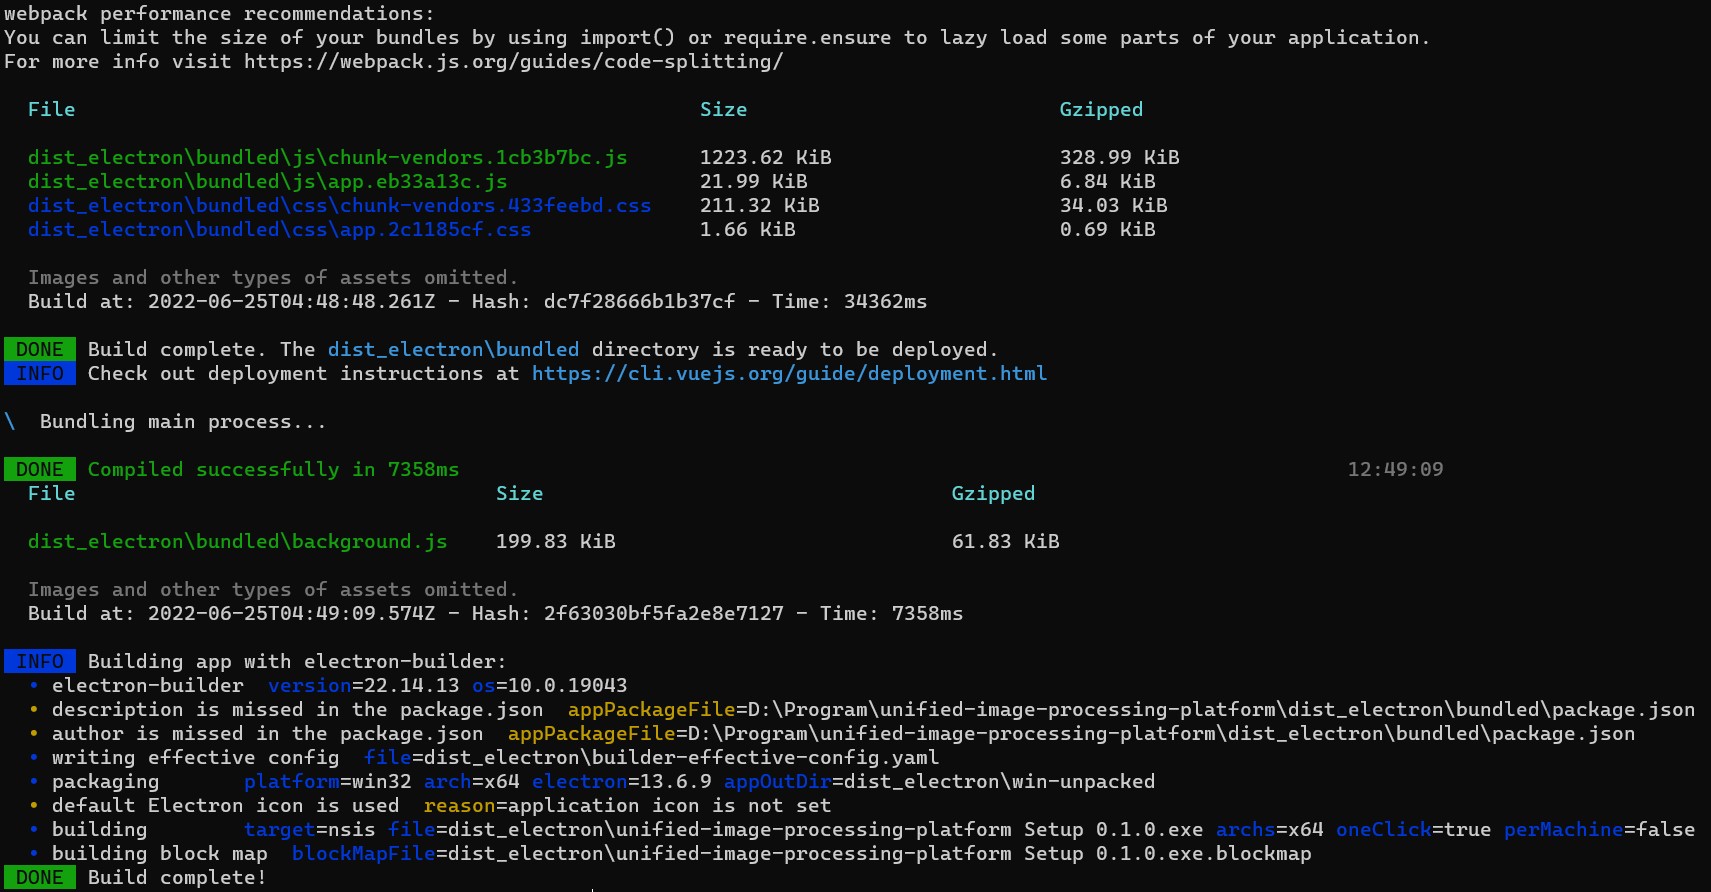 webpack performance recommendations:
You can limit the size of your bundles by using import() or require.ensure to lazy load some parts of your application.
For more info visit https://webpack.js.org/guides/code-splitting/
File Size Gzipped
dist_electron\bundled\js\chunk-vendors.1cb3b7bc.js 1223.62 KiB 328.99 KiB
dist_electron\bundled\js\app.eb33a13c.js 21.99 KiB 6.84 KiB
dist_electron\bundled\css\chunk-vendors.433feebd.css 211.32 KiB 34.03 KiB
dist_electron\bundled\css\app.2c1185cf.css 1.66 KiB 0.69 KiB
Images and other types of assets omitted.
Build at: 2022-06-25T04:48:48.261Z - Hash: dc7f28666b1b37cf - Time: 34362ms
DONE Build complete. The dist_electron\bundled directory is ready to be deployed.
INFO Check out deployment instructions at https://cli.vuejs.org/guide/deployment.html
\ Bundling main process...
DONE Compiled successfully in 7358ms 12:49:09
File Size Gzipped
dist_electron\bundled\background.js 199.83 KiB 61.83 KiB
Images and other types of assets omitted.
Build at: 2022-06-25T04:49:09.574Z - Hash: 2f63030bf5fa2e8e7127 - Time: 7358ms
INFO Building app with electron-builder:
• electron-builder version=22.14.13 os=10.0.19043
• description is missed in the package.json appPackageFile=D:\Program\unified-image-processing-platform\dist_electron\bundled\package.json
• author is missed in the package.json appPackageFile=D:\Program\unified-image-processing-platform\dist_electron\bundled\package.json
• writing effective config file=dist_electron\builder-effective-config.yaml
• packaging platform=win32 arch=x64 electron=13.6.9 appOutDir=dist_electron\win-unpacked
• default Electron icon is used reason=application icon is not set
• building target=nsis file=dist_electron\unified-image-processing-platform Setup 0.1.0.exe archs=x64 oneClick=true perMachine=false
• building block map blockMapFile=dist_electron\unified-image-processing-platform Setup 0.1.0.exe.blockmap
DONE Build complete!